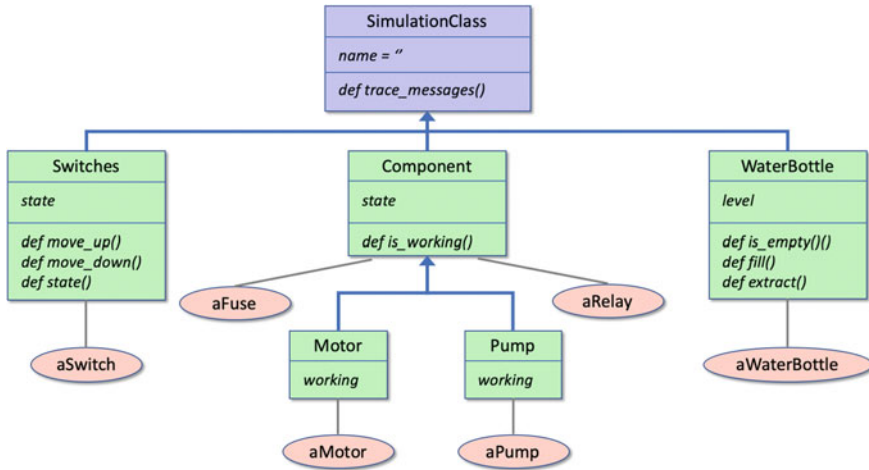 SimulationClass
name = ‘’
def trace_messages()
Switches
state
def move_up()
def move_down()
def state()
Component
state
def is_working()
WaterBottle
level
def is_empty()()
def fill()
def extract()
aFuse
aRelay
Motor
working
Pump
working
aSwitch
aWaterBottle
aMotor
aPump